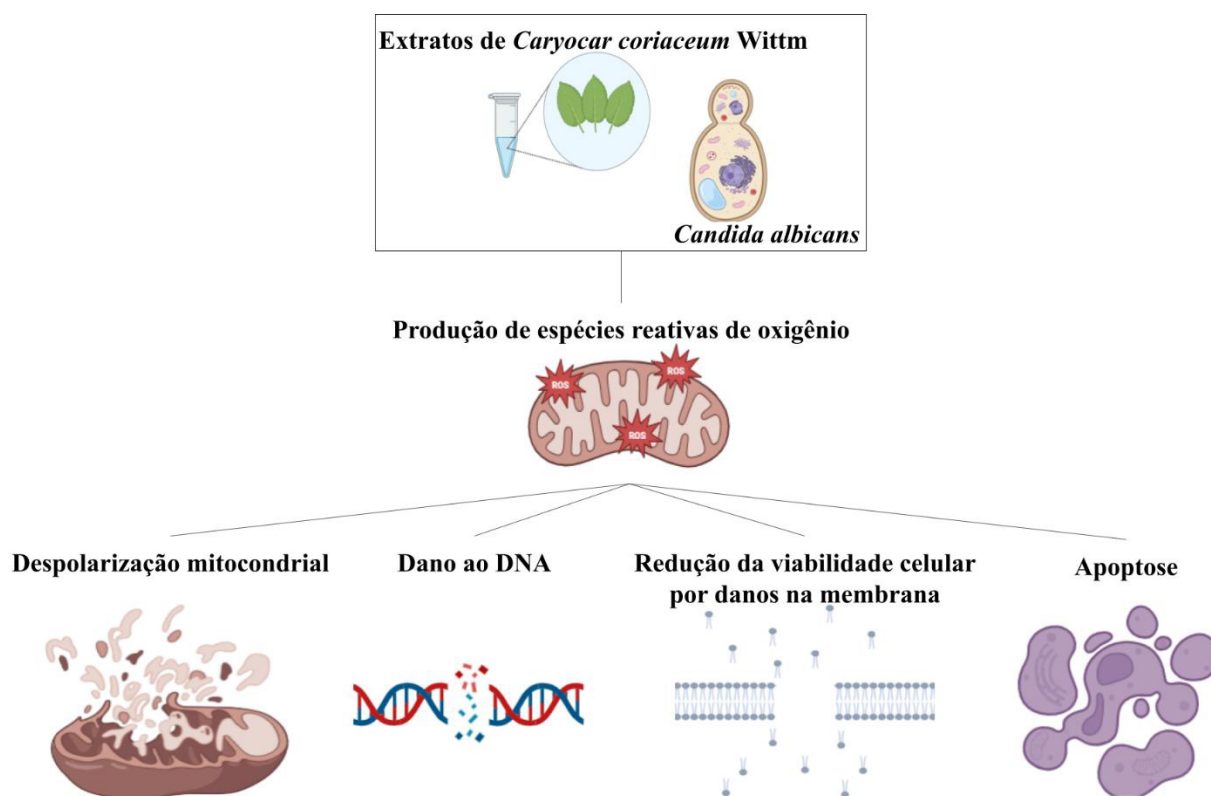 Extratos de Caryocar coriaceum Wittm
Candida albicans
Produção de espécies reativas de oxigênio
ROS
ROS
ROS
Despolarização mitocondrial
Dano ao DNA
Redução da viabilidade celular
por danos na membrana
Apoptose